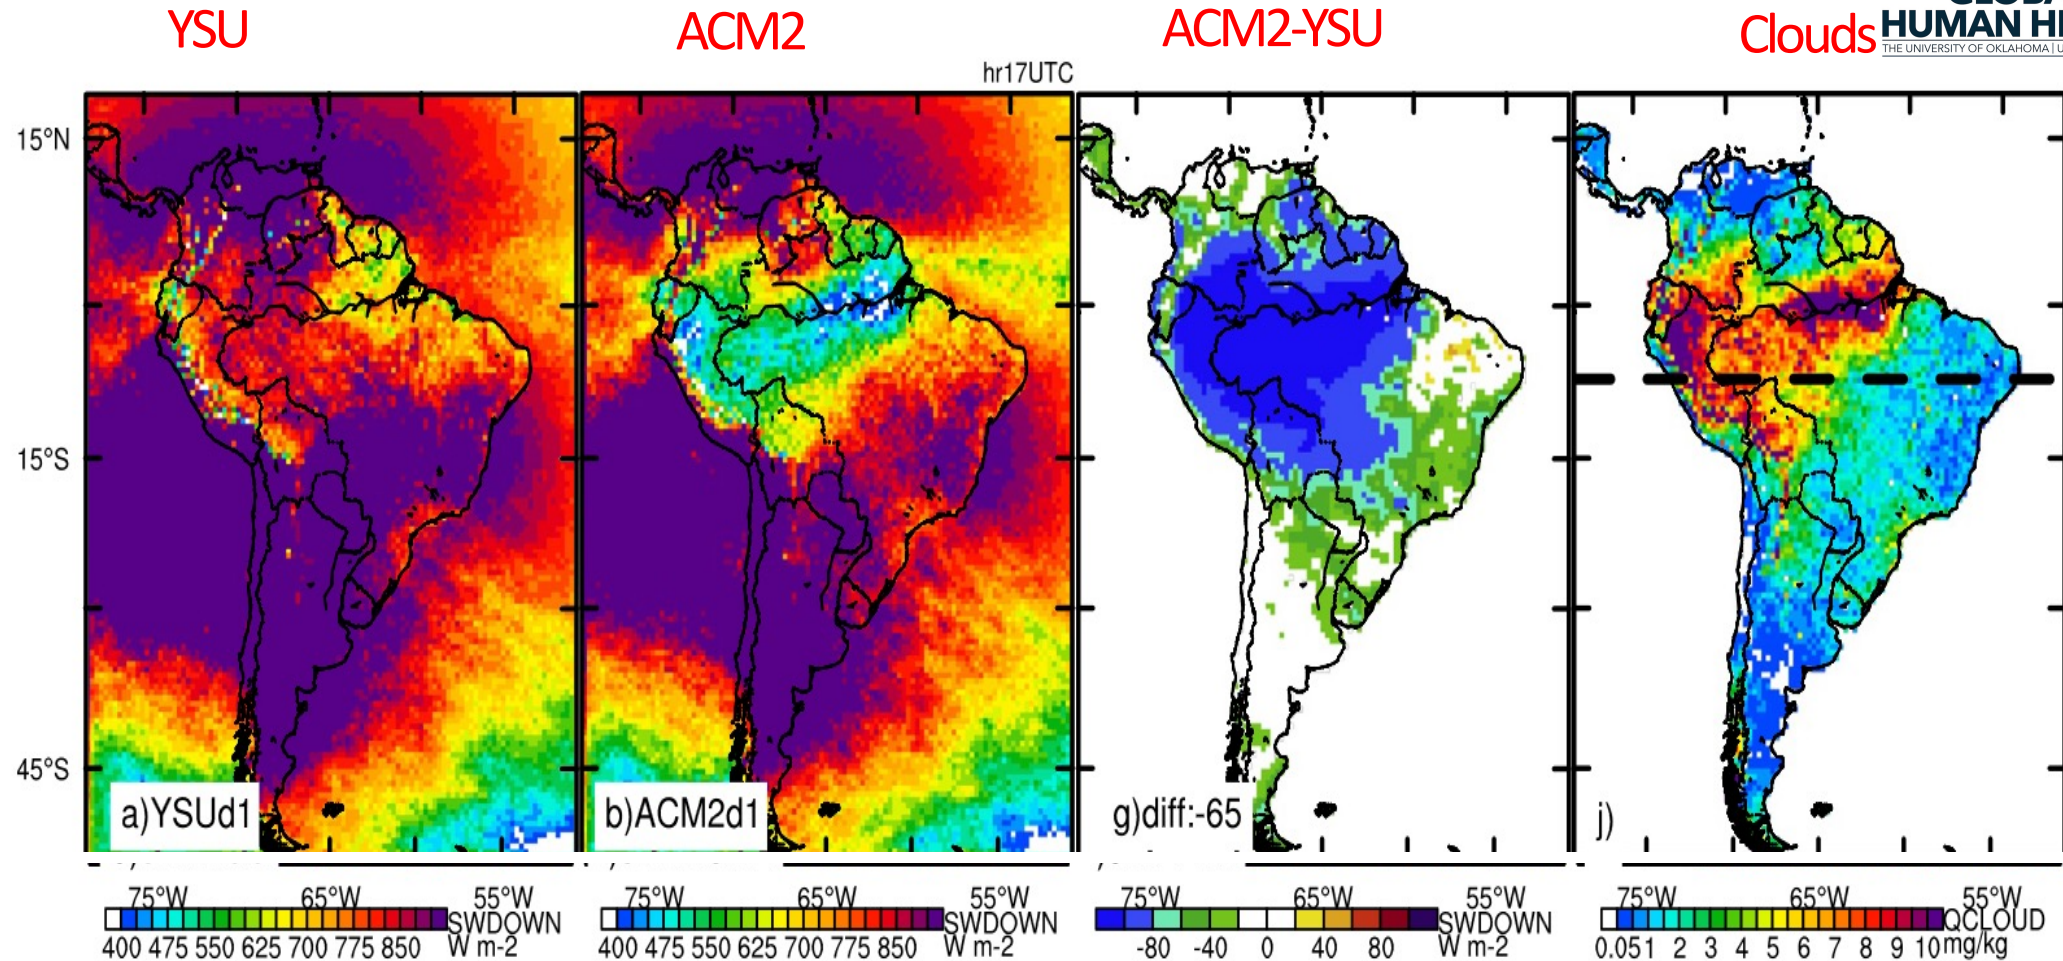 YSU
ACM2
ACM2-YSU
Clouds
HUMAN
THE UNIVERSITY OF OKLAHOMA
hr17UTC
15°N
15°S
45°S
a)YSUd1
b)ACM2d1
g)diff:-65
j)
75°W 65°W 55°W
SWDOWN
400 475 550 625 700 775 850 W m-2
75°W 65°W 55°W
SWDOWN
400 475 550 625 700 775 850 W m-2
75°W 65°W 55°W
SWDOWN
-80 -40 0 40 80 W m-2
75°W 65°W 55°W
QCLOUD
0.051 2 3 4 5 6 7 8 9 10 mg/kg